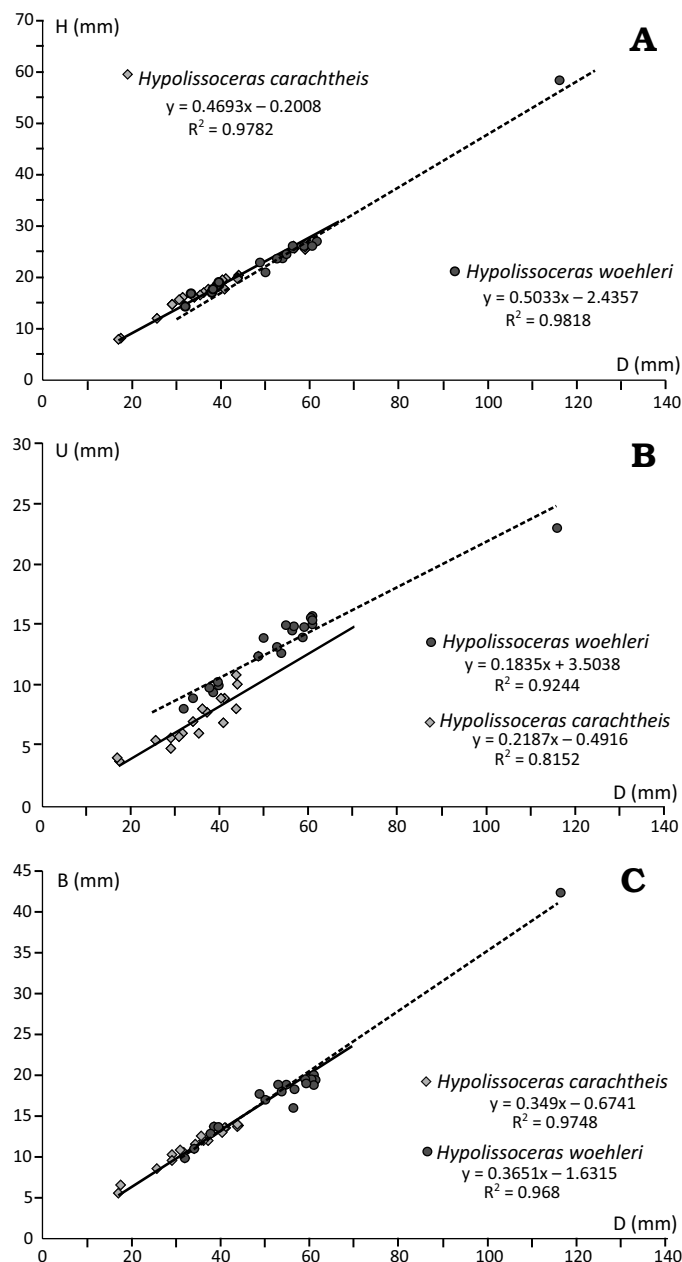 H (mm)
A
70
60
50
40
30
20
10
0
Hypolissoceras carachtheis
y = 0.4693x – 0.2008
R² = 0.9782
Hypolissoceras woehleri
y = 0.5033x – 2.4357
R² = 0.9818
D (mm)
0 20 40 60 80 100 120 140
U (mm)
B
30
25
20
15
10
5
0
Hypolissoceras woehleri
y = 0.1835x + 3.5038
R² = 0.9244
Hypolissoceras carachtheis
y = 0.2187x – 0.4916
R² = 0.8152
D (mm)
0 20 40 60 80 100 120 140
B (mm)
C
45
40
35
30
25
20
15
10
5
0
Hypolissoceras carachtheis
y = 0.349x – 0.6741
R² = 0.9748
Hypolissoceras woehleri
y = 0.3651x – 1.6315
R² = 0.968
D (mm)
0 20 40 60 80 100 120 140